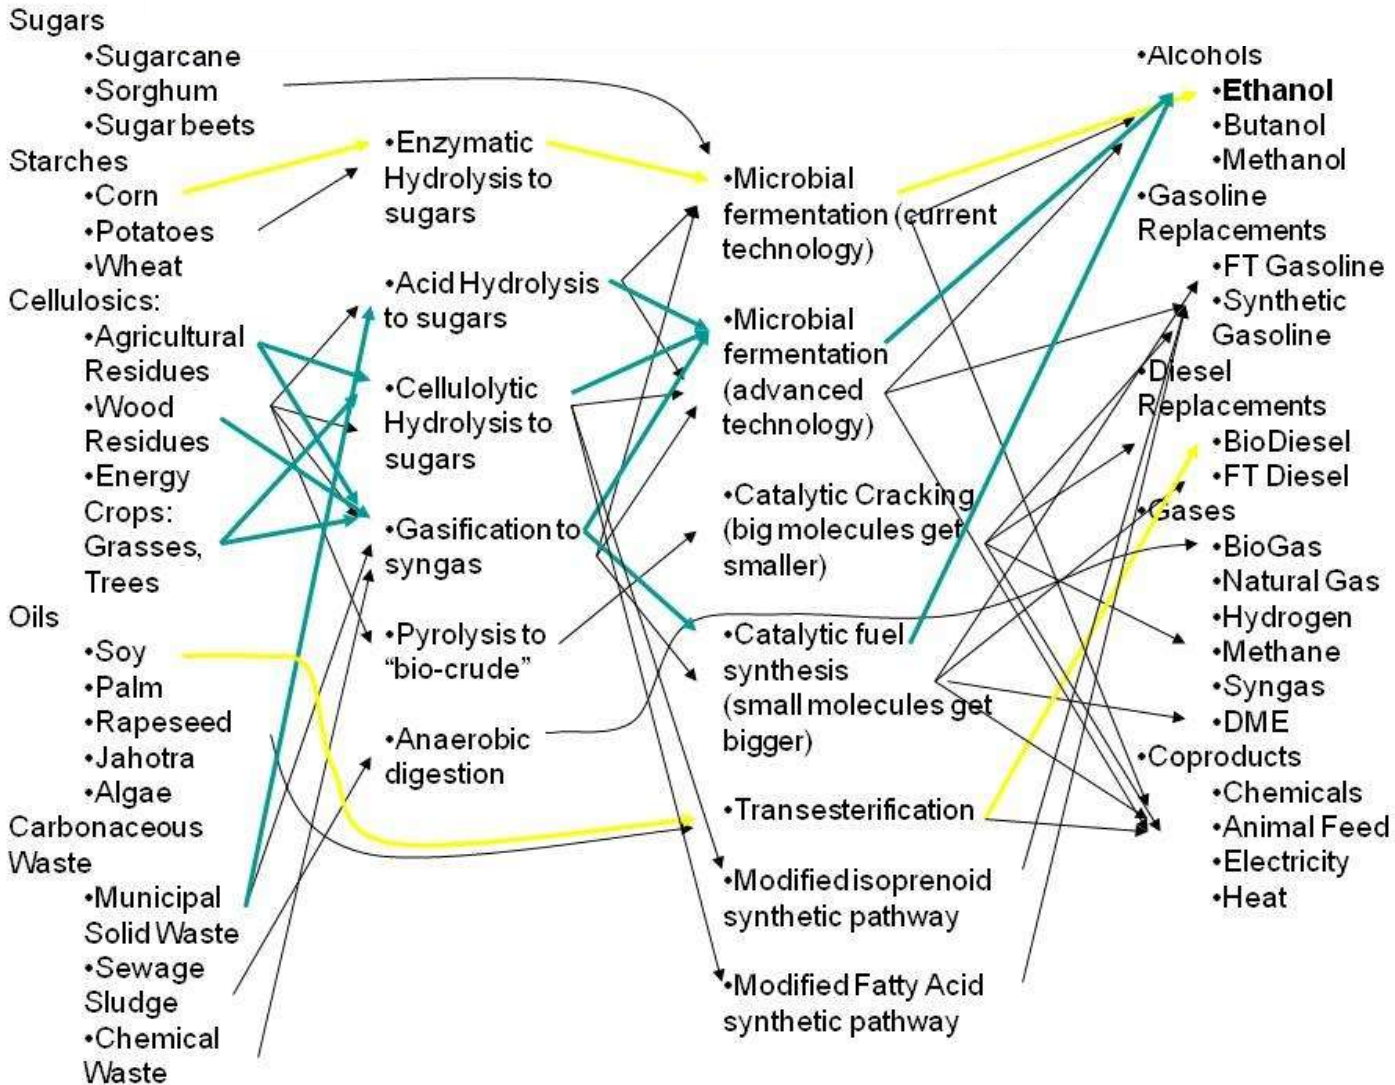 Sugars
•Sugarcane
•Sorghum
•Sugar beets
Starches
•Corn
•Potatoes
•Wheat
Cellulosics:
•Agricultural
Residues
•Wood
Residues
•Energy
Crops:
Grasses,
Trees
Oils
•Soy
•Palm
•Rapeseed
•Jahotra
•Algae
Carbonaceous
Waste
•Municipal
Solid Waste
•Sewage
Sludge
•Chemical
Waste
•Enzymatic
Hydrolysis to
sugars
•Acid Hydrolysis
to sugars
•Cellulolytic
Hydrolysis to
sugars
•Gasification to
syngas
•Pyrolysis to
“bio-crude”
•Anaerobic
digestion
•Microbial
fermentation (current
technology)
•Microbial
fermentation
(advanced
technology)
•Catalytic Cracking
(big molecules get
smaller)
•Catalytic fuel
synthesis
(small molecules get
bigger)
•Transesterification
•Modified isoprenoid
synthetic pathway
•Modified Fatty Acid
synthetic pathway
•Alcohols
•Ethanol
•Butanol
•Methanol
•Gasoline
Replacements
•FT Gasoline
•Synthetic
Gasoline
•Diesel
Replacements
•BioDiesel
•FT Diesel
•Gases
•BioGas
•Natural Gas
•Hydrogen
•Methane
•Syngas
•DME
•Coproducts
•Chemicals
•Animal Feed
•Electricity
•Heat